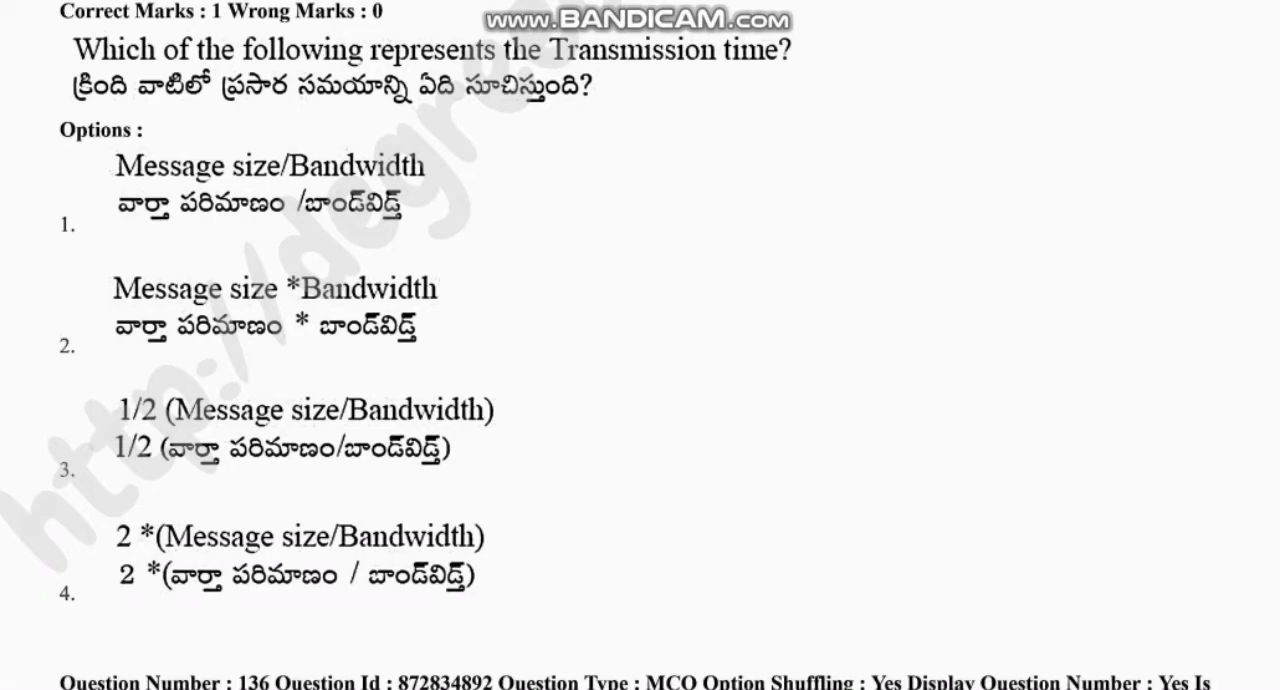 Correct Marks : 1 Wrong Marks : 0
www.BANDICAM.com
Which of the following represents the Transmission time?
క్రింది వాటిలో ప్రసార సమయాన్ని ఏది సూచిస్తుంది?
Options :
Message size/Bandwidth
వార్తా పరిమాణం /బాండ్‌విడ్త్
1.
Message size *Bandwidth
వార్తా పరిమాణం * బాండ్‌విడ్త్
2.
1/2 (Message size/Bandwidth)
1/2 (వార్తా పరిమాణం/బాండ్‌విడ్త్)
3.
2 *(Message size/Bandwidth)
2 *(వార్తా పరిమాణం / బాండ్‌విడ్త్)
4.
http://degree
Question Number : 136 Question Id : 872834892 Question Type : MCQ Option Shuffling : Yes Display Question Number : Yes Is